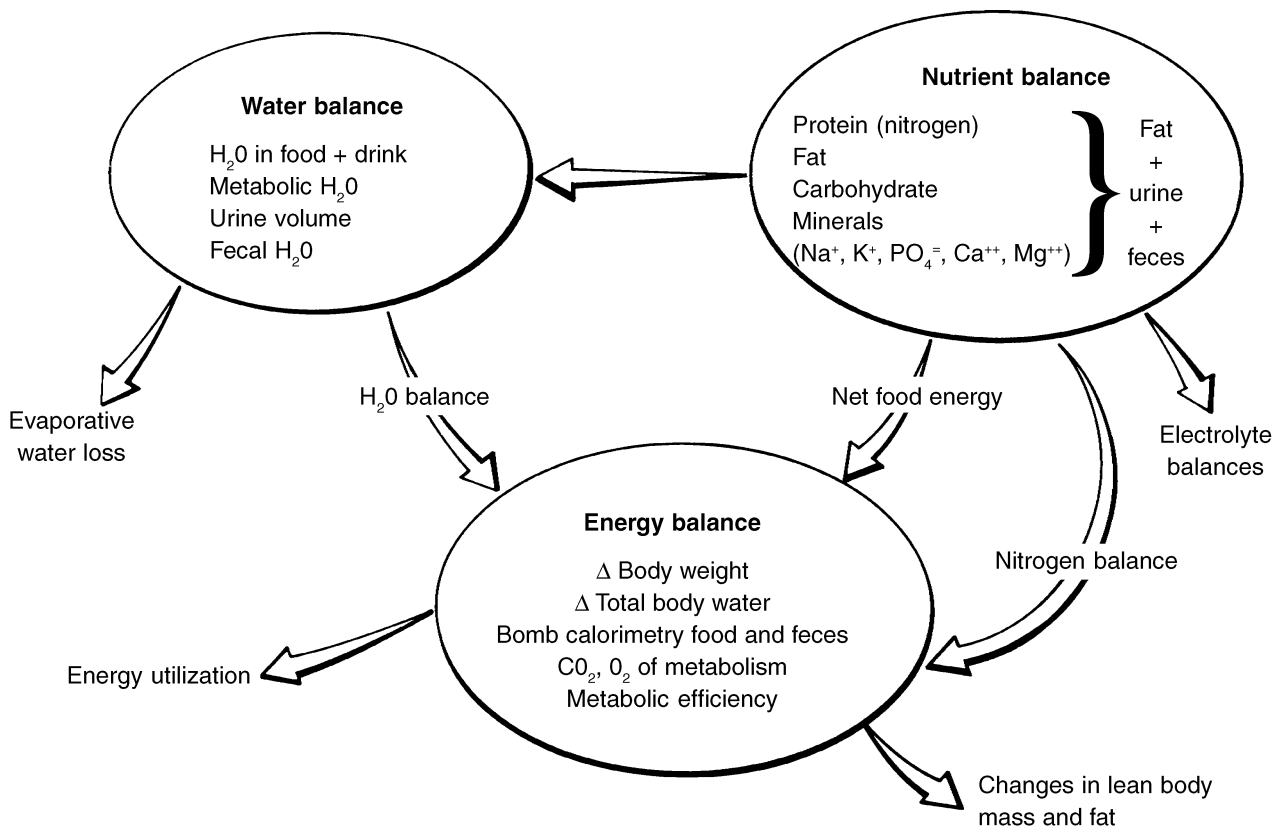 Water balance
H₂0 in food + drink
Metabolic H₂0
Urine volume
Fecal H₂0
Nutrient balance
Protein (nitrogen)
Fat
Carbohydrate
Minerals
(Na⁺, K⁺, PO₄⁼, Ca⁺⁺, Mg⁺⁺)
Fat
+
urine
+
feces
Evaporative
water loss
H₂0 balance
Net food energy
Electrolyte
balances
Nitrogen balance
Energy balance
Δ Body weight
Δ Total body water
Bomb calorimetry food and feces
C0₂, 0₂ of metabolism
Metabolic efficiency
Energy utilization
Changes in lean body
mass and fat